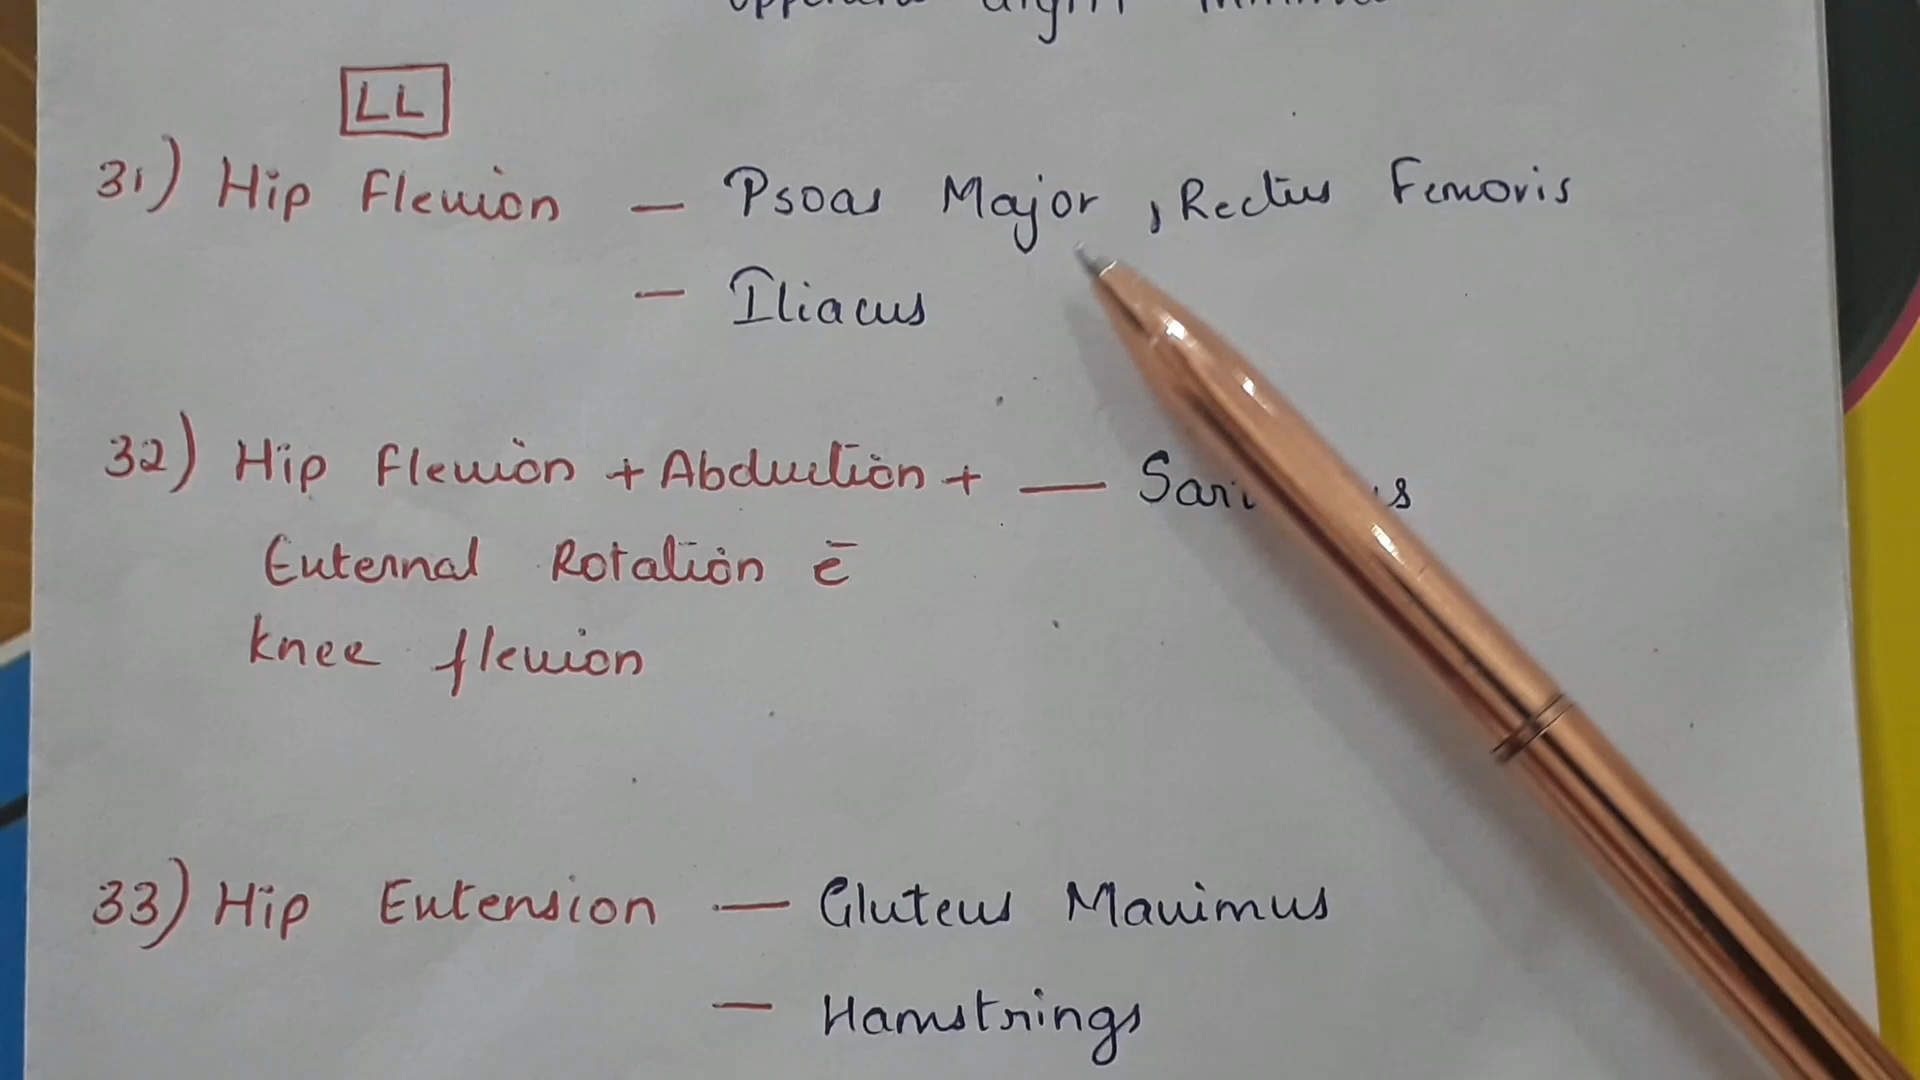 LL
31) Hip Flexion — Psoas Major, Rectus Femoris
— Iliacus
32) Hip flexion + Abduction + —
External Rotation c̄
knee flexion
33) Hip Extension — Gluteus Maximus
— Hamstrings